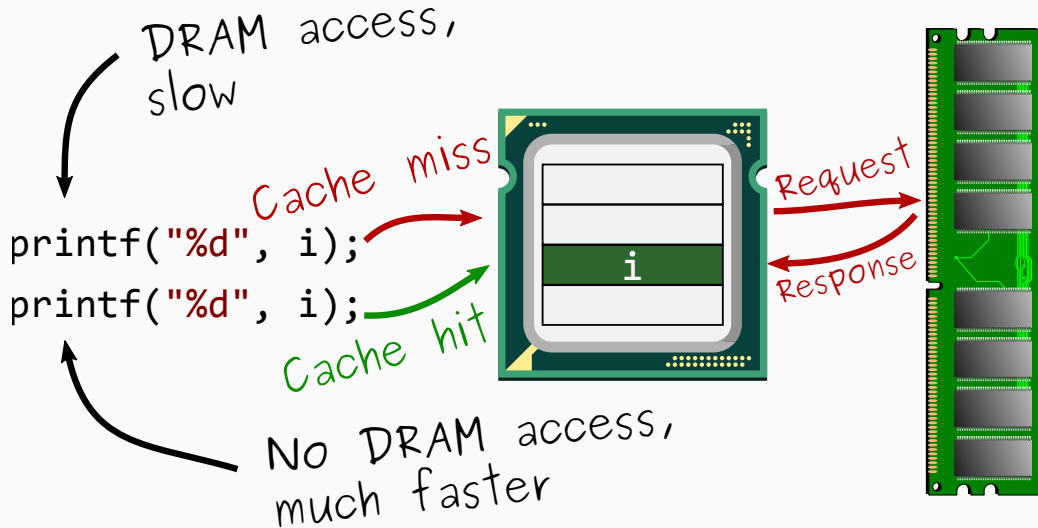 DRAM access,
slow
Cache miss
printf("%d", i);
printf("%d", i);
Cache hit
No DRAM access,
much faster
i
Request
Response